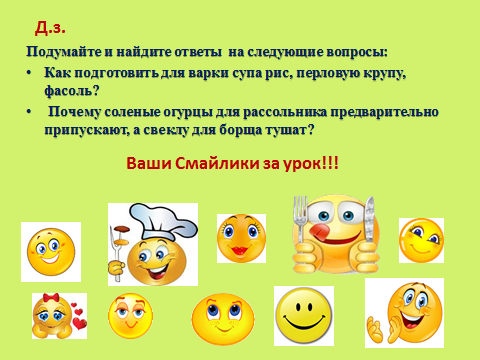 Д.з.
Подумайте и найдите ответы на следующие вопросы:
• Как подготовить для варки супа рис, перловую крупу,
фасоль?
• Почему соленые огурцы для рассольника предварительно
припускают, а свеклу для борща тушат?
Ваши Смайлики за урок!!!